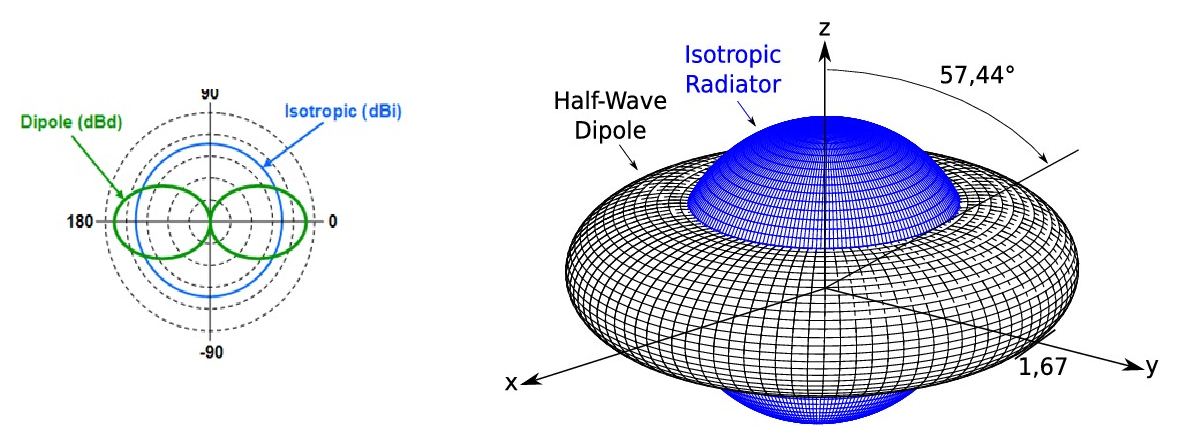 90
Dipole (dBd)
Isotropic (dBi)
180
0
-90
z
Isotropic
Radiator
57,44°
Half-Wave
Dipole
1,67
x
y